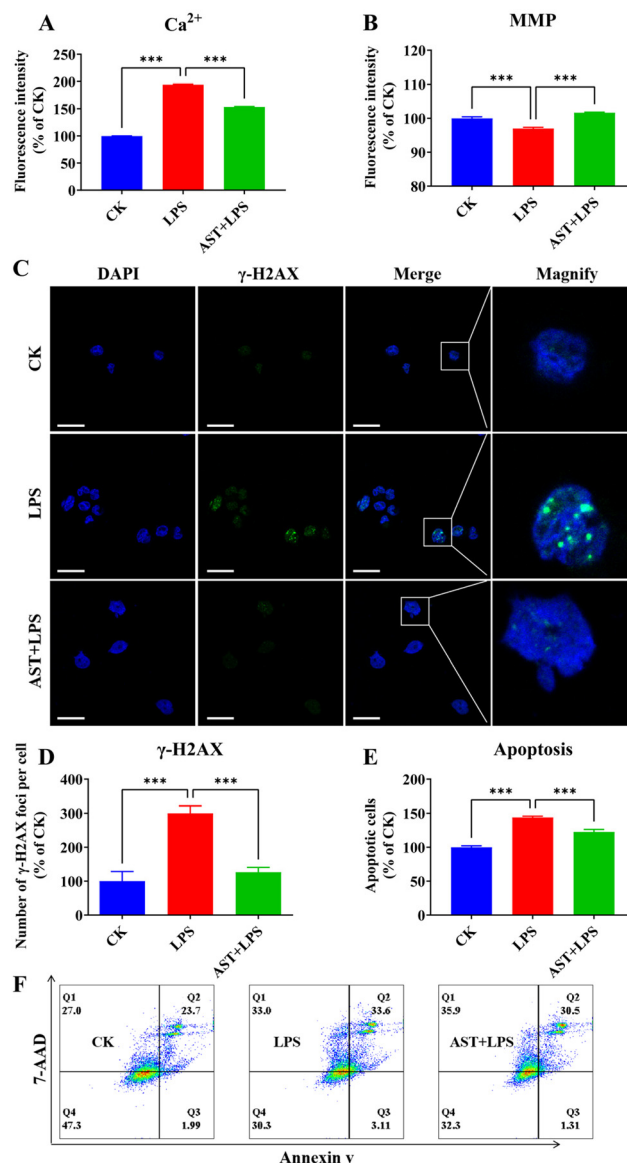 A
Ca2+
Fluorescence intensity
(% of CK)
250
200
150
100
50
0
***
***
CK
LPS
AST+LPS
B
MMP
Fluorescence intensity
(% of CK)
120
110
100
90
80
***
***
CK
LPS
AST+LPS
C
DAPI
γ-H2AX
Merge
Magnify
CK
LPS
AST+LPS
D
γ-H2AX
Number of γ-H2AX foci per cell
(% of CK)
400
300
200
100
0
***
***
CK
LPS
AST+LPS
E
Apoptosis
Apoptotic cells
(% of CK)
200
150
100
50
0
***
***
CK
LPS
AST+LPS
F
7-AAD
Q1
27.0
Q2
23.7
CK
Q4
47.3
Q3
1.99
Q1
33.0
Q2
33.6
LPS
Q4
30.3
Q3
3.11
Q1
35.9
Q2
30.5
AST+LPS
Q4
32.3
Q3
1.31
Annexin v